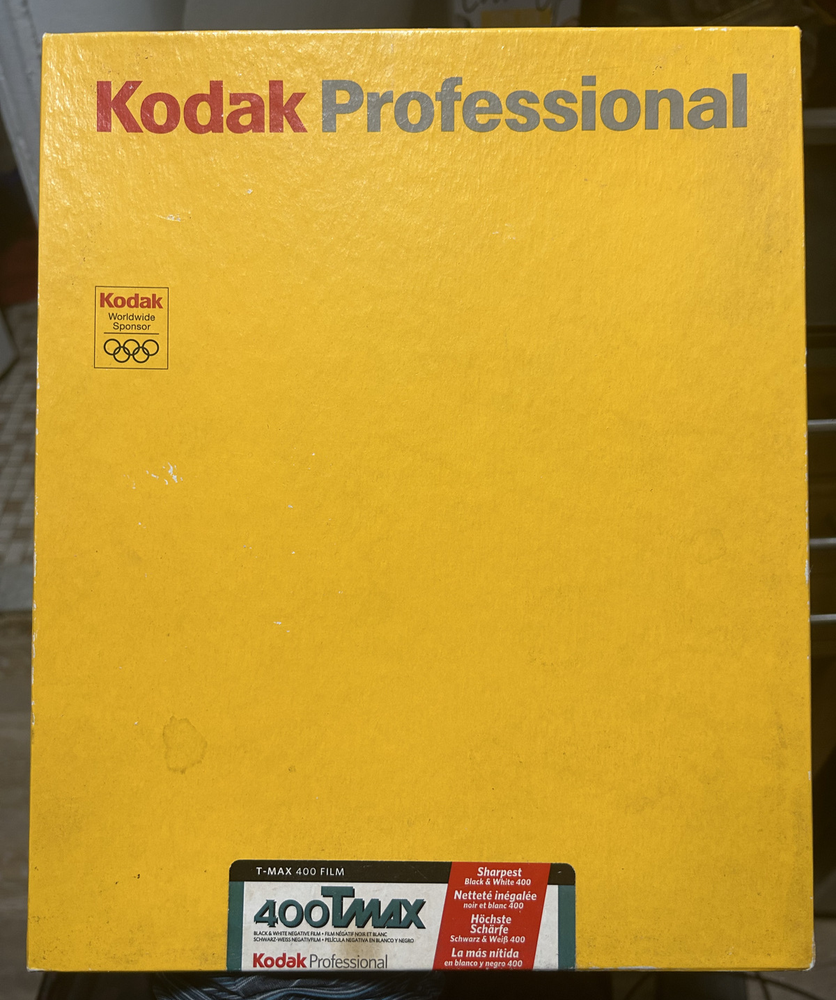 Kodak Professional
Kodak
Worldwide
Sponsor
T-MAX 400 FILM
400TMAX
BLACK & WHITE NEGATIVE FILM • FILM NÉGATIF NOIR ET BLANC
SCHWARZ-WEISS NEGATIVFILM • PELÍCULA NEGATIVA EN BLANCO Y NEGRO
Kodak Professional
Sharpest
Black & White 400
Netteté inégalée
noir et blanc 400
Höchste
Schärfe
Schwarz & Weiß 400
La más nítida
en blanco y negro 400